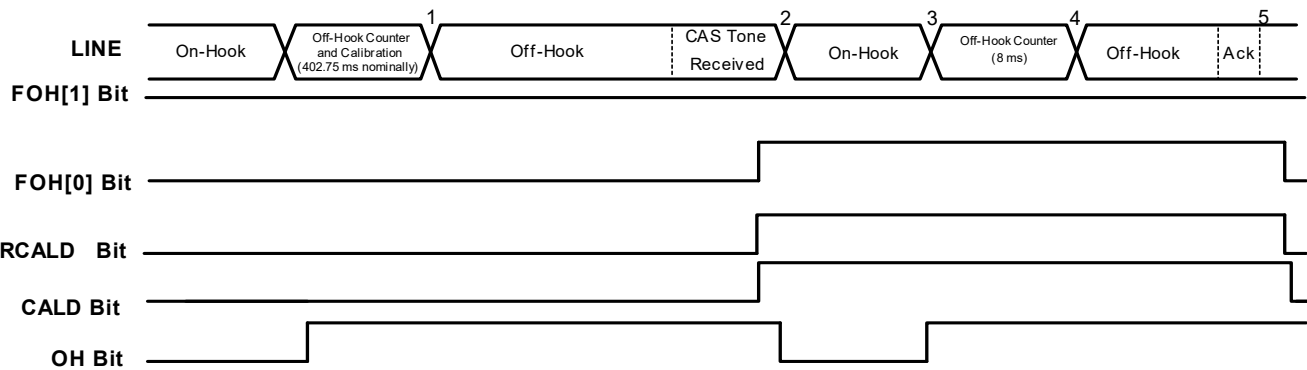 1 2 3 4 5
LINE
On-Hook
Off-Hook Counter
and Calibration
(402.75 ms nominally)
Off-Hook
CAS Tone
Received
On-Hook
Off-Hook Counter
(8 ms)
Off-Hook
Ack
FOH[1] Bit
FOH[0] Bit
RCALD Bit
CALD Bit
OH Bit